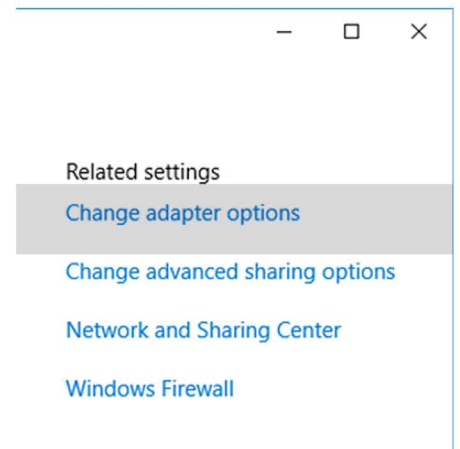 Related settings
Change adapter options
Change advanced sharing options
Network and Sharing Center
Windows Firewall